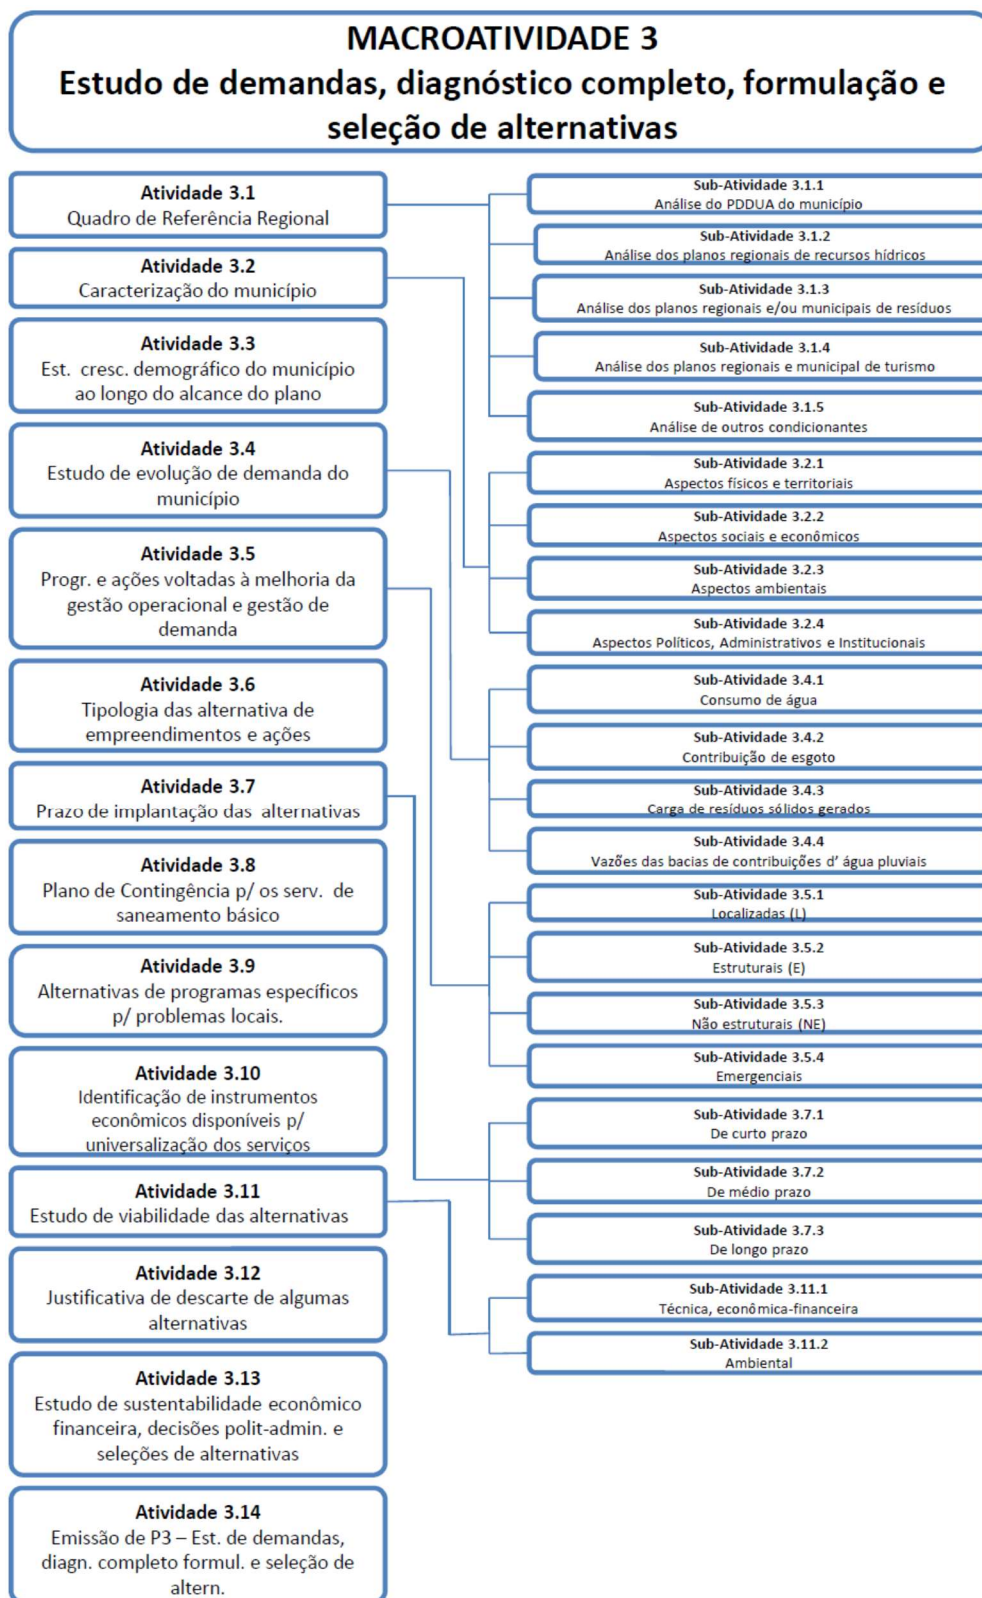 MACROATIVIDADE 3
Estudo de demandas, diagnóstico completo, formulação e
seleção de alternativas
Atividade 3.1
Quadro de Referência Regional
Atividade 3.2
Caracterização do município
Atividade 3.3
Est. cresc. demográfico do município
ao longo do alcance do plano
Atividade 3.4
Estudo de evolução de demanda do
município
Atividade 3.5
Progr. e ações voltadas à melhoria da
gestão operacional e gestão de
demanda
Atividade 3.6
Tipologia das alternativa de
empreendimentos e ações
Atividade 3.7
Prazo de implantação das alternativas
Atividade 3.8
Plano de Contingência p/ os serv. de
saneamento básico
Atividade 3.9
Alternativas de programas específicos
p/ problemas locais.
Atividade 3.10
Identificação de instrumentos
econômicos disponíveis p/
universalização dos serviços
Atividade 3.11
Estudo de viabilidade das alternativas
Atividade 3.12
Justificativa de descarte de algumas
alternativas
Atividade 3.13
Estudo de sustentabilidade econômico
financeira, decisões polit-admin. e
seleções de alternativas
Atividade 3.14
Emissão de P3 – Est. de demandas,
diagn. completo formul. e seleção de
altern.
Sub-Atividade 3.1.1
Análise do PDDUA do município
Sub-Atividade 3.1.2
Análise dos planos regionais de recursos hídricos
Sub-Atividade 3.1.3
Análise dos planos regionais e/ou municipais de resíduos
Sub-Atividade 3.1.4
Análise dos planos regionais e municipal de turismo
Sub-Atividade 3.1.5
Análise de outros condicionantes
Sub-Atividade 3.2.1
Aspectos físicos e territoriais
Sub-Atividade 3.2.2
Aspectos sociais e econômicos
Sub-Atividade 3.2.3
Aspectos ambientais
Sub-Atividade 3.2.4
Aspectos Políticos, Administrativos e Institucionais
Sub-Atividade 3.4.1
Consumo de água
Sub-Atividade 3.4.2
Contribuição de esgoto
Sub-Atividade 3.4.3
Carga de resíduos sólidos gerados
Sub-Atividade 3.4.4
Vazões das bacias de contribuições d' água pluviais
Sub-Atividade 3.5.1
Localizadas (L)
Sub-Atividade 3.5.2
Estruturais (E)
Sub-Atividade 3.5.3
Não estruturais (NE)
Sub-Atividade 3.5.4
Emergenciais
Sub-Atividade 3.7.1
De curto prazo
Sub-Atividade 3.7.2
De médio prazo
Sub-Atividade 3.7.3
De longo prazo
Sub-Atividade 3.11.1
Técnica, econômica-financeira
Sub-Atividade 3.11.2
Ambiental